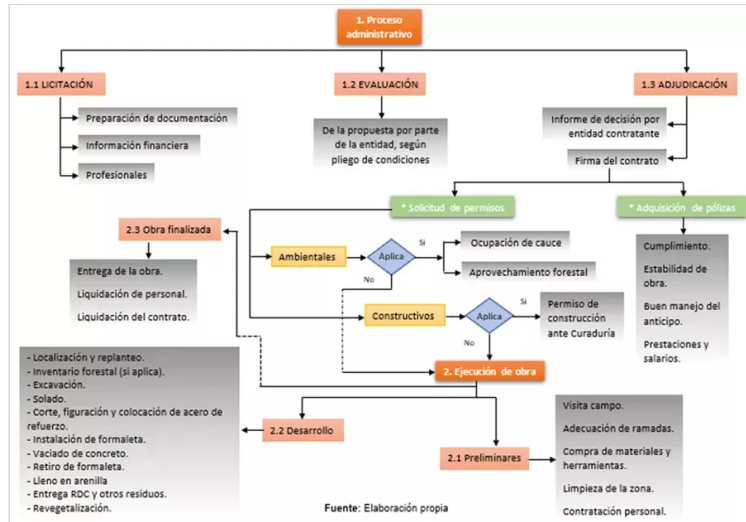 1. Proceso
administrativo
1.1 LICITACIÓN
1.2 EVALUACIÓN
1.3 ADJUDICACIÓN
Preparación de documentación
Información financiera
Profesionales
De la propuesta por parte
de la entidad, según
pliego de condiciones
Informe de decisión por
entidad contratante
Firma del contrato
* Solicitud de permisos
* Adquisición de pólizas
2.3 Obra finalizada
Entrega de la obra.
Liquidación de personal.
Liquidación del contrato.
Ambientales
Aplica
Si
No
Ocupación de cauce
Aprovechamiento forestal
Cumplimiento.
Estabilidad de
obra.
Buen manejo del
anticipo.
Prestaciones y
salarios.
Constructivos
Aplica
Si
No
Permiso de
construcción
ante Curaduría
2. Ejecución de obra
- Localización y replanteo.
- Inventario forestal (si aplica).
- Excavación.
- Solado.
- Corte, figuración y colocación de acero de
refuerzo.
- Instalación de formaleta.
- Vaciado de concreto.
- Retiro de formaleta.
- Lleno en arenilla
- Entrega RDC y otros residuos.
- Revegetalización.
2.2 Desarrollo
2.1 Preliminares
Visita campo.
Adecuación de ramadas.
Compra de materiales y
herramientas.
Limpieza de la zona.
Contratación personal.
Fuente: Elaboración propia